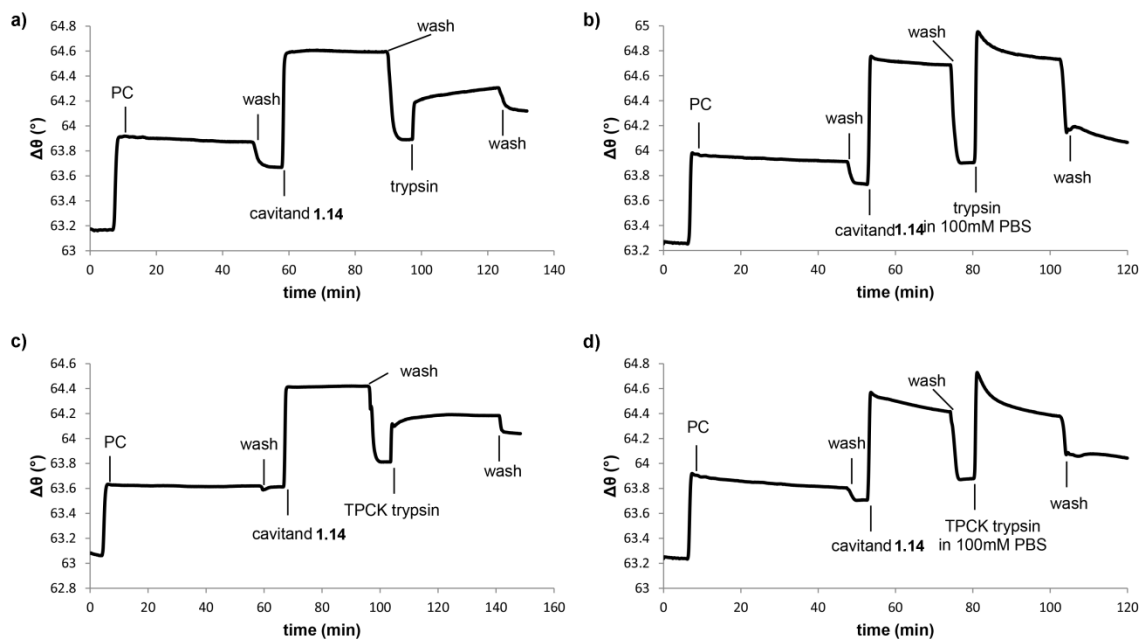 a)
Δθ (°)
64.8
64.6
64.4
64.2
64
63.8
63.6
63.4
63.2
63
0 20 40 60 80 100 120 140
time (min)
PC
wash
cavitand 1.14
wash
trypsin
wash
b)
Δθ (°)
65
64.8
64.6
64.4
64.2
64
63.8
63.6
63.4
63.2
0 20 40 60 80 100 120
time (min)
PC
wash
cavitand 1.14
wash
trypsin
in 100mM PBS
wash
c)
Δθ (°)
64.6
64.4
64.2
64
63.8
63.6
63.4
63.2
63
62.8
0 20 40 60 80 100 120 140 160
time (min)
PC
wash
cavitand 1.14
wash
TPCK trypsin
wash
d)
Δθ (°)
64.8
64.6
64.4
64.2
64
63.8
63.6
63.4
63.2
63
0 20 40 60 80 100 120
time (min)
PC
wash
cavitand 1.14
wash
TPCK trypsin
in 100mM PBS
wash